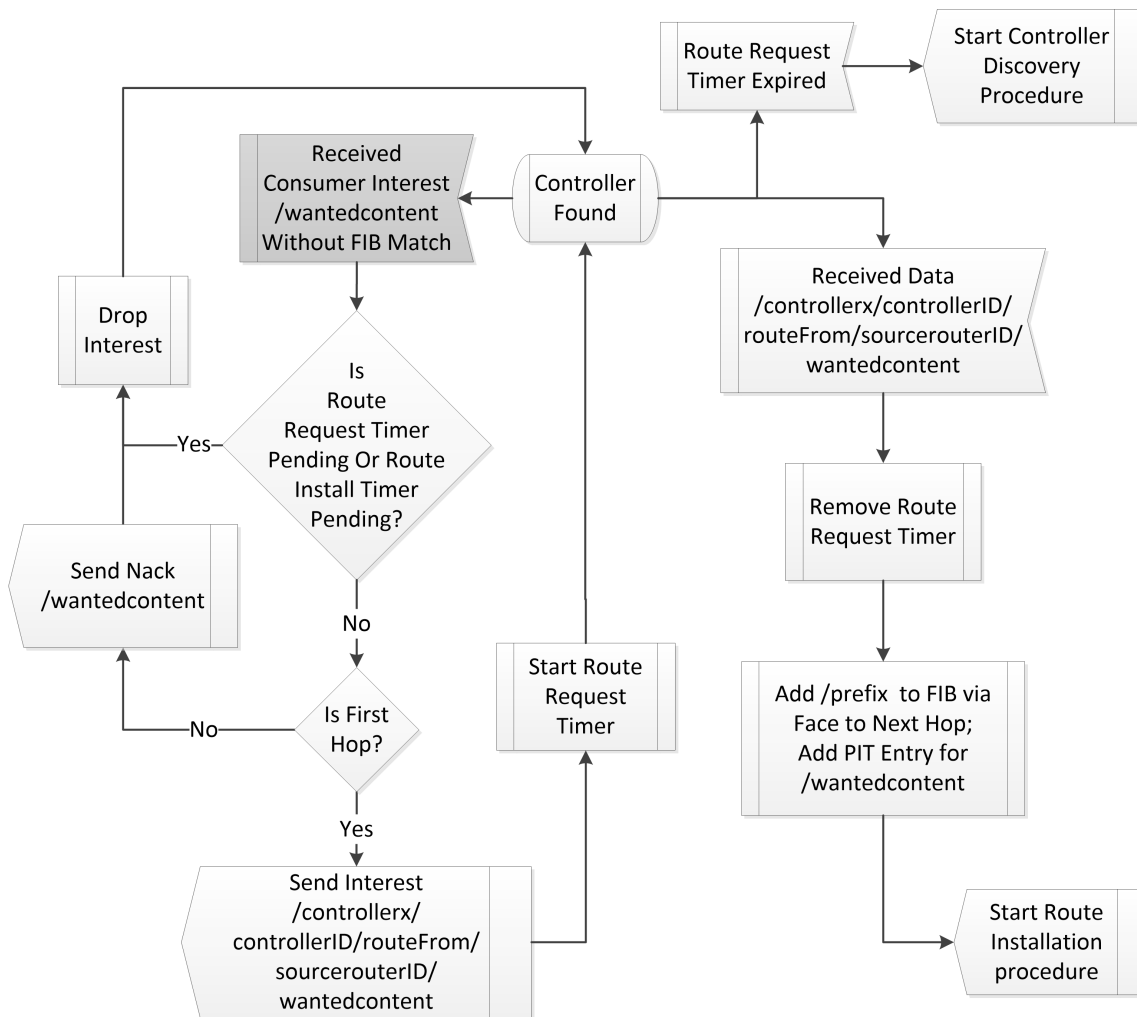 Route Request
Timer Expired
Start Controller
Discovery
Procedure
Received
Consumer Interest
/wantedcontent
Without FIB Match
Controller
Found
Drop
Interest
Received Data
/controllerx/controllerID/
routeFrom/sourcerouterID/
wantedcontent
Is
Route
Request Timer
Pending Or Route
Install Timer
Pending?
Yes
Remove Route
Request Timer
Send Nack
/wantedcontent
No
Is First
Hop?
No
Start Route
Request
Timer
Add /prefix to FIB via
Face to Next Hop;
Add PIT Entry for
/wantedcontent
Yes
Send Interest
/controllerx/
controllerID/routeFrom/
sourcerouterID/
wantedcontent
Start Route
Installation
procedure